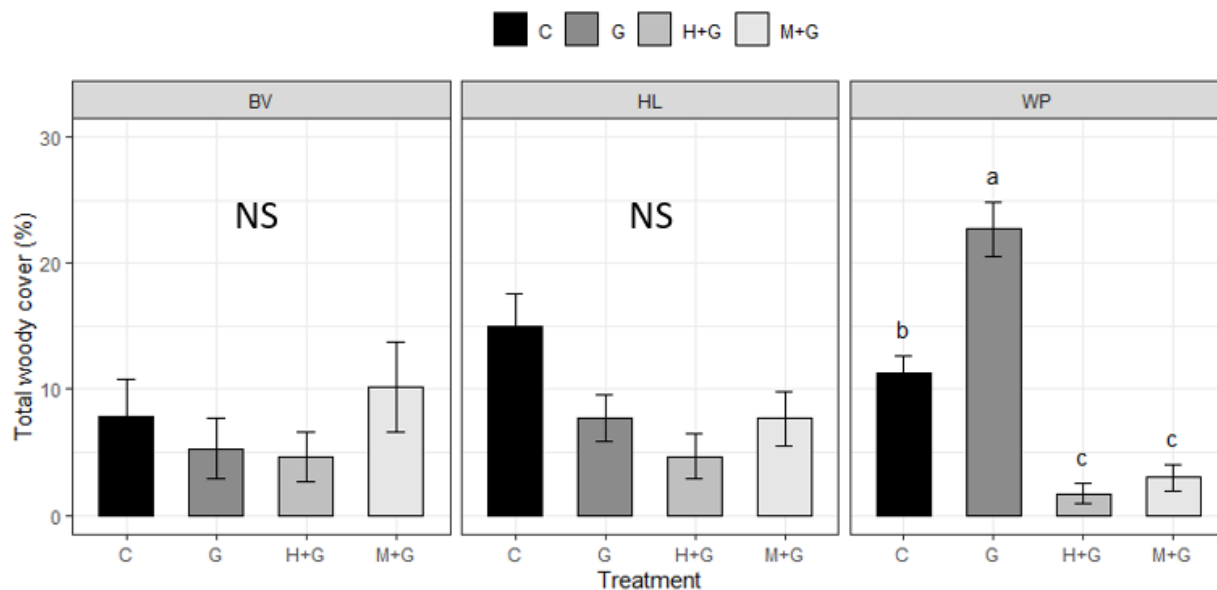 C G H+G M+G
BV HL WP
30
20
10
0
Total woody cover (%)
NS NS
a
b
c
c
C G H+G M+G C G H+G M+G C G H+G M+G
Treatment